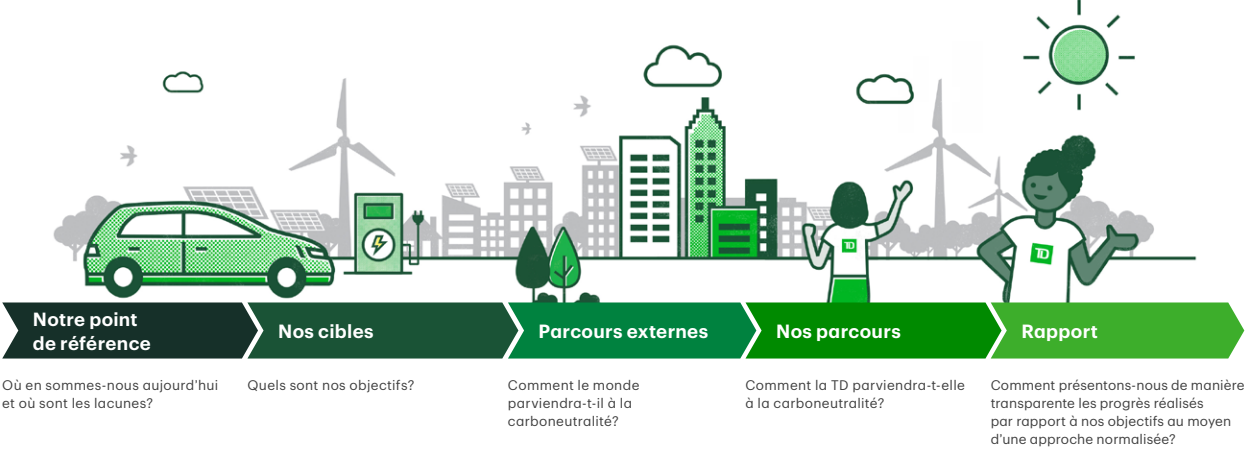 TD
TD
Notre point
de référence
Nos cibles
Parcours externes
Nos parcours
Rapport
Où en sommes-nous aujourd'hui
et où sont les lacunes?
Quels sont nos objectifs?
Comment le monde
parviendra-t-il à la
carboneutralité?
Comment la TD parviendra-t-elle
à la carboneutralité?
Comment présentons-nous de manière
transparente les progrès réalisés
par rapport à nos objectifs au moyen
d'une approche normalisée?